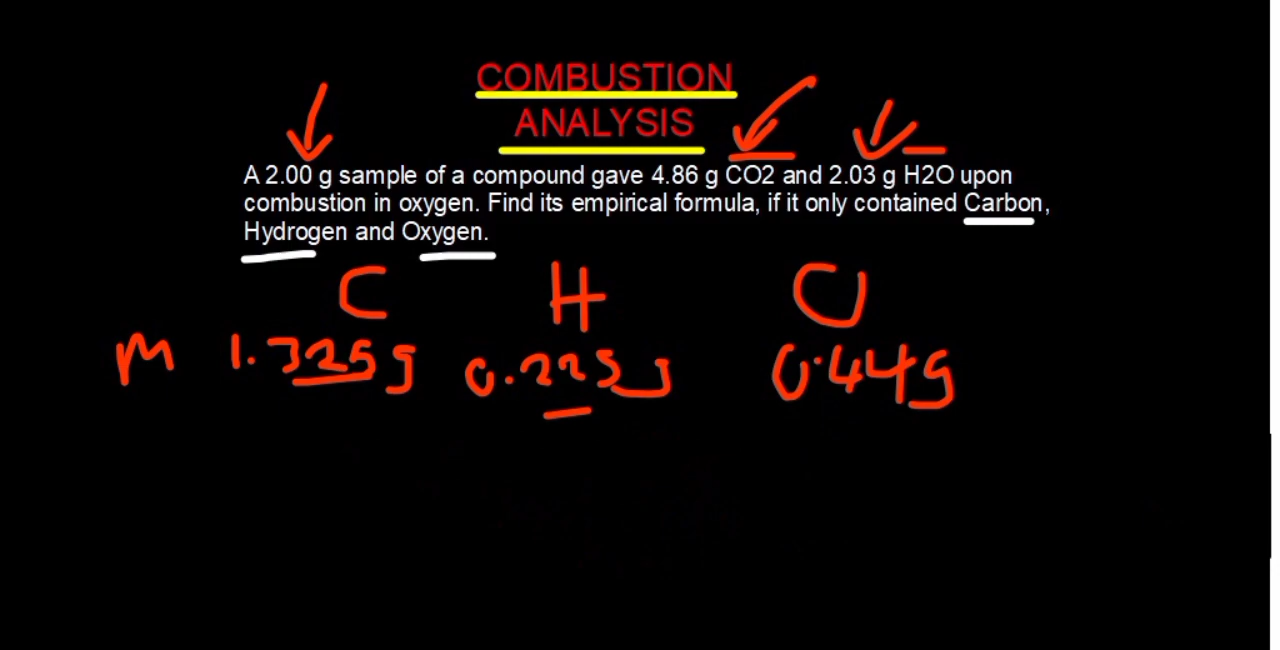 COMBUSTION
ANALYSIS
A 2.00 g sample of a compound gave 4.86 g CO2 and 2.03 g H2O upon
combustion in oxygen. Find its empirical formula, if it only contained Carbon,
Hydrogen and Oxygen.
C H O
M 1.325g 0.225g 0.44g